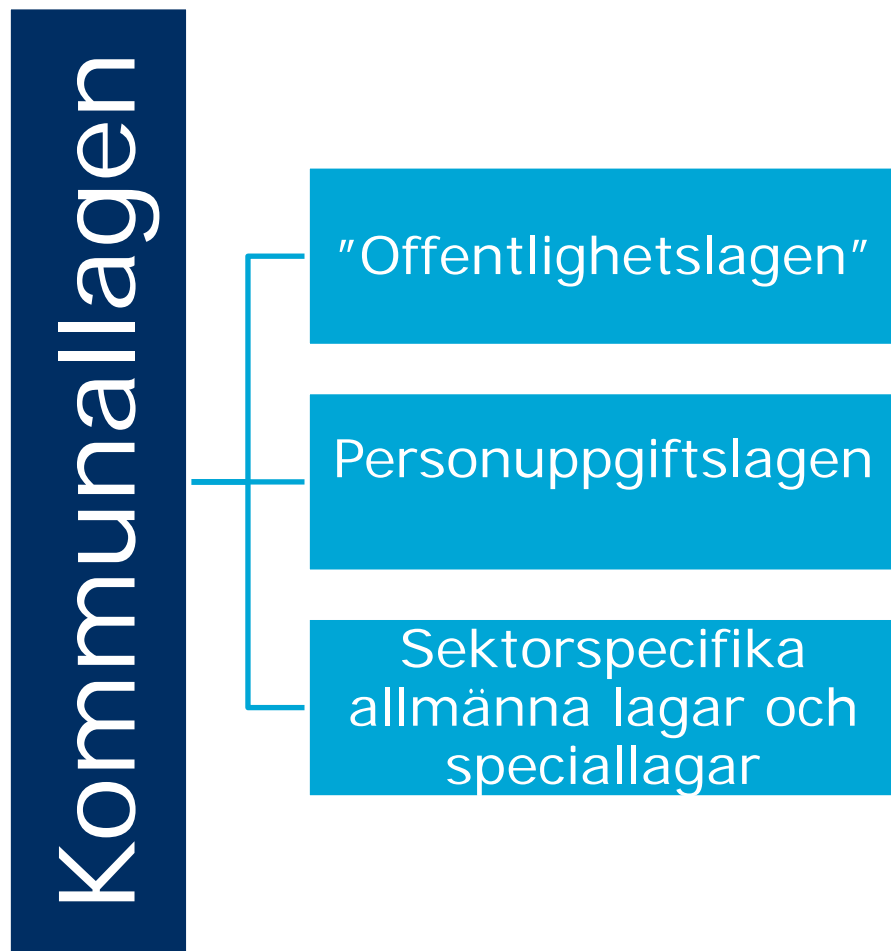 Kommunallagen
"Offentlighetslagen"
Personuppgiftslagen
Sektorspecifika
allmänna lagar och
speciallagar